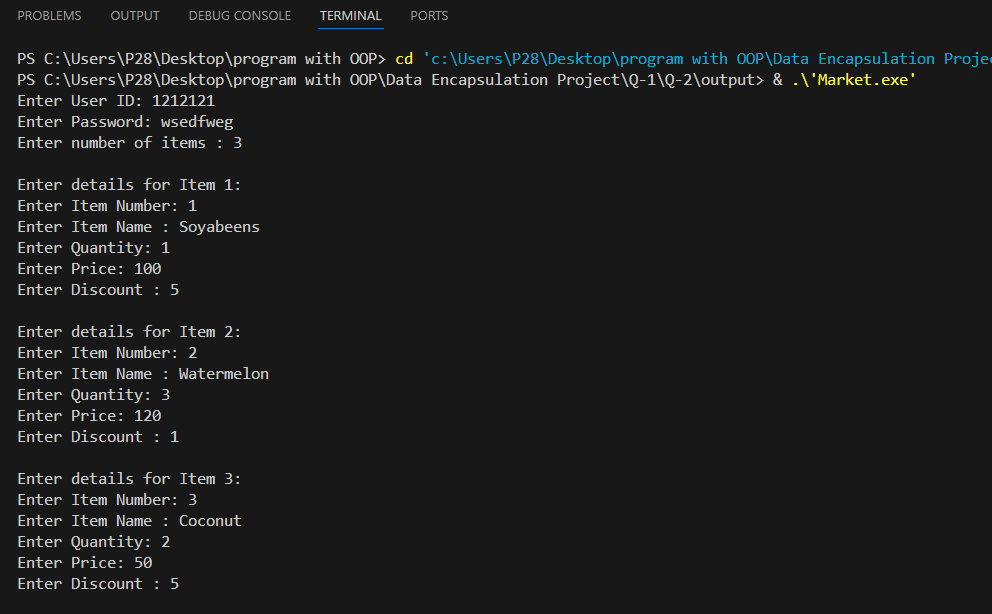 PROBLEMS OUTPUT DEBUG CONSOLE TERMINAL PORTS
PS C:\Users\P28\Desktop\program with OOP> cd 'c:\Users\P28\Desktop\program with OOP\Data Encapsulation Proje
PS C:\Users\P28\Desktop\program with OOP\Data Encapsulation Project\Q-1\Q-2\output> & .\'Market.exe'
Enter User ID: 1212121
Enter Password: wsedfweg
Enter number of items : 3
Enter details for Item 1:
Enter Item Number: 1
Enter Item Name : Soyabeens
Enter Quantity: 1
Enter Price: 100
Enter Discount : 5
Enter details for Item 2:
Enter Item Number: 2
Enter Item Name : Watermelon
Enter Quantity: 3
Enter Price: 120
Enter Discount : 1
Enter details for Item 3:
Enter Item Number: 3
Enter Item Name : Coconut
Enter Quantity: 2
Enter Price: 50
Enter Discount : 5